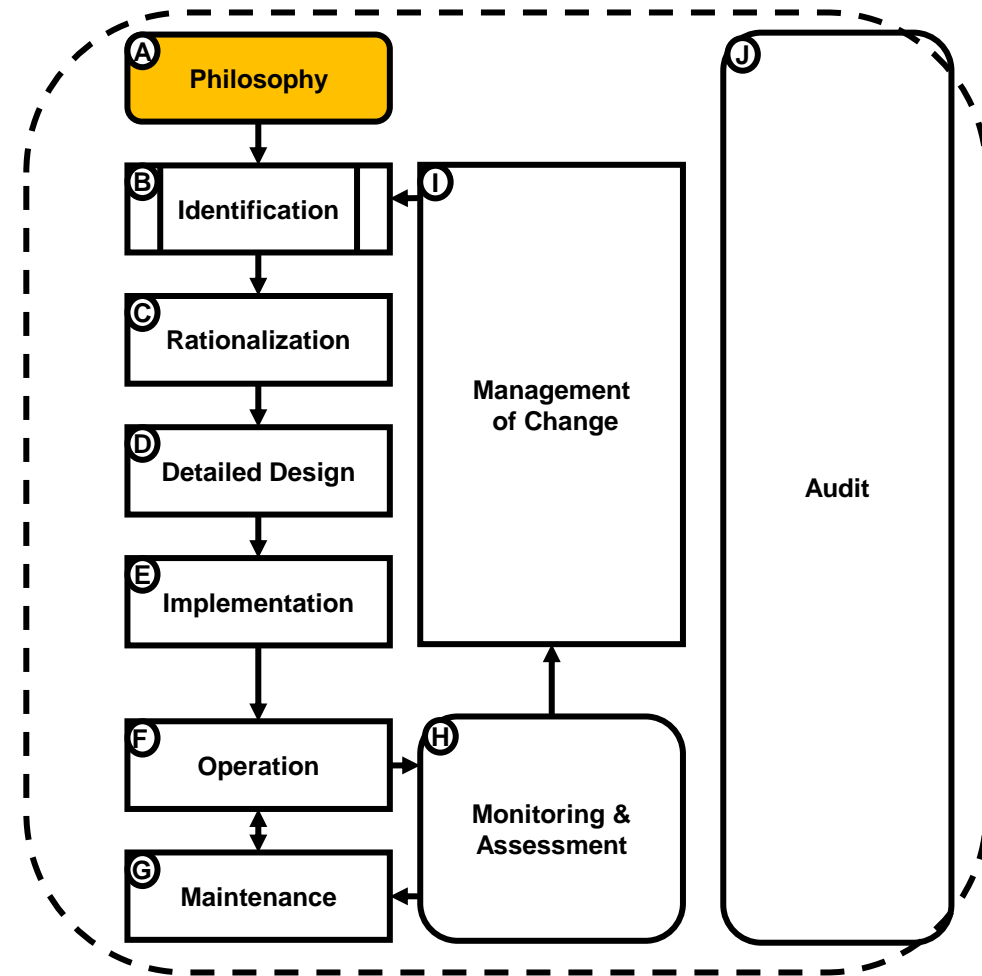 A
Philosophy
B
Identification
C
Rationalization
D
Detailed Design
E
Implementation
F
Operation
G
Maintenance
H
Monitoring &
Assessment
I
Management
of Change
J
Audit